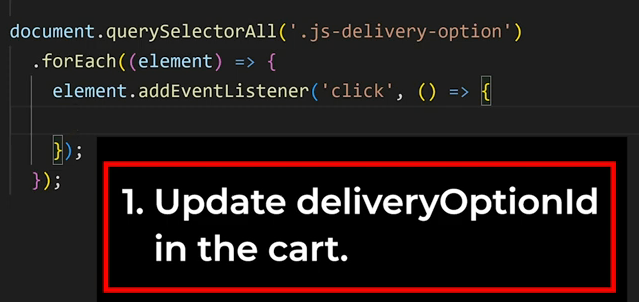 document.querySelectorAll('.js-delivery-option')
.forEach((element) => {
element.addEventListener('click', () => {
});
});
1. Update deliveryOptionId
in the cart.